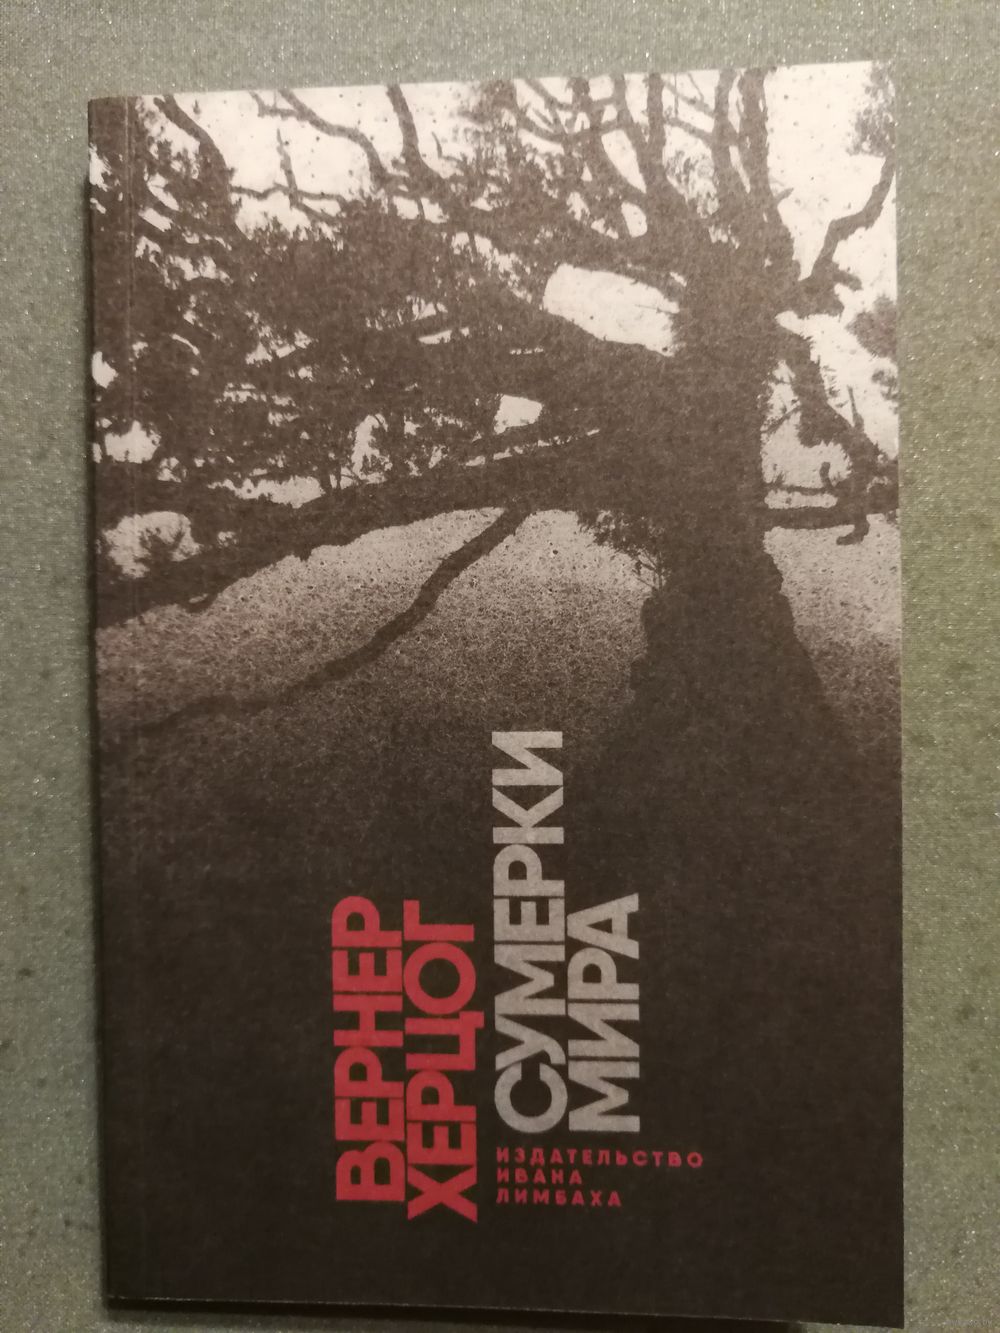 ВЕРНЕР
ХЕРЦОГ
СУМЕРКИ
МИРА
ИЗДАТЕЛЬСТВО
ИВАНА
ЛИМБАХА